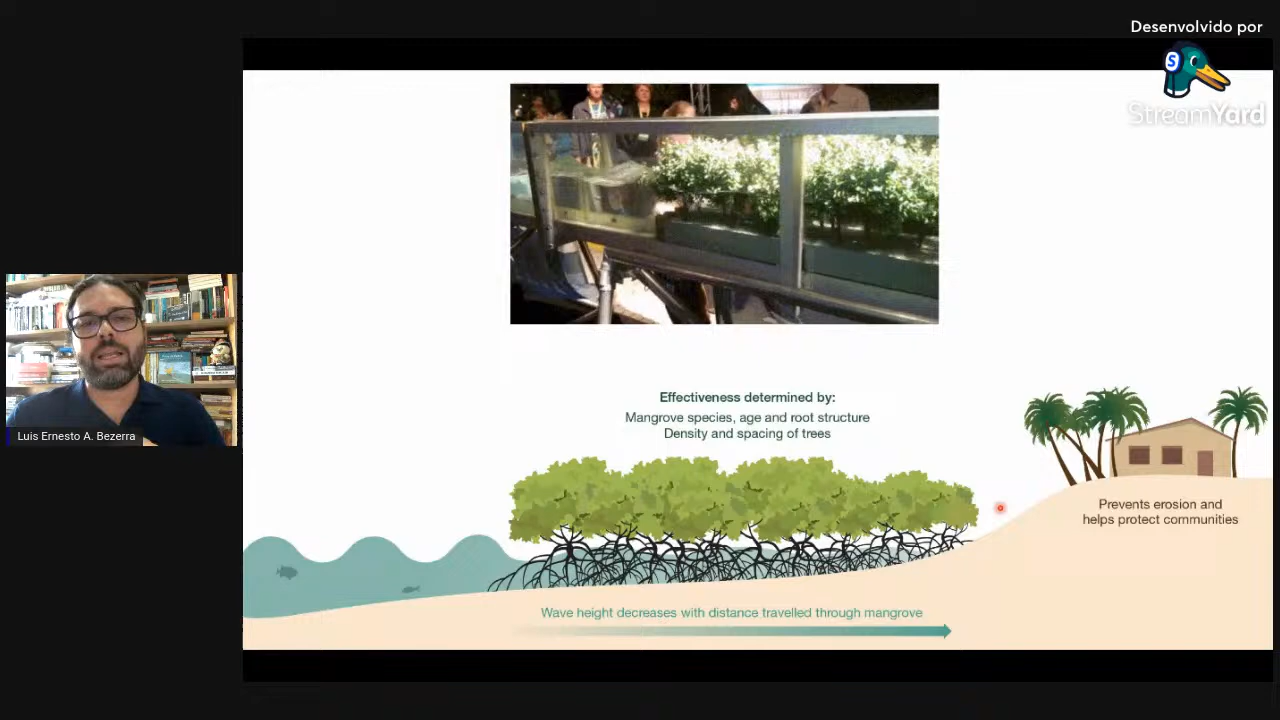 Desenvolvido por
S
StreamYard
Effectiveness determined by:
Mangrove species, age and root structure
Density and spacing of trees
Prevents erosion and
helps protect communities
Luis Ernesto A. Bezerra
Wave height decreases with distance travelled through mangrove